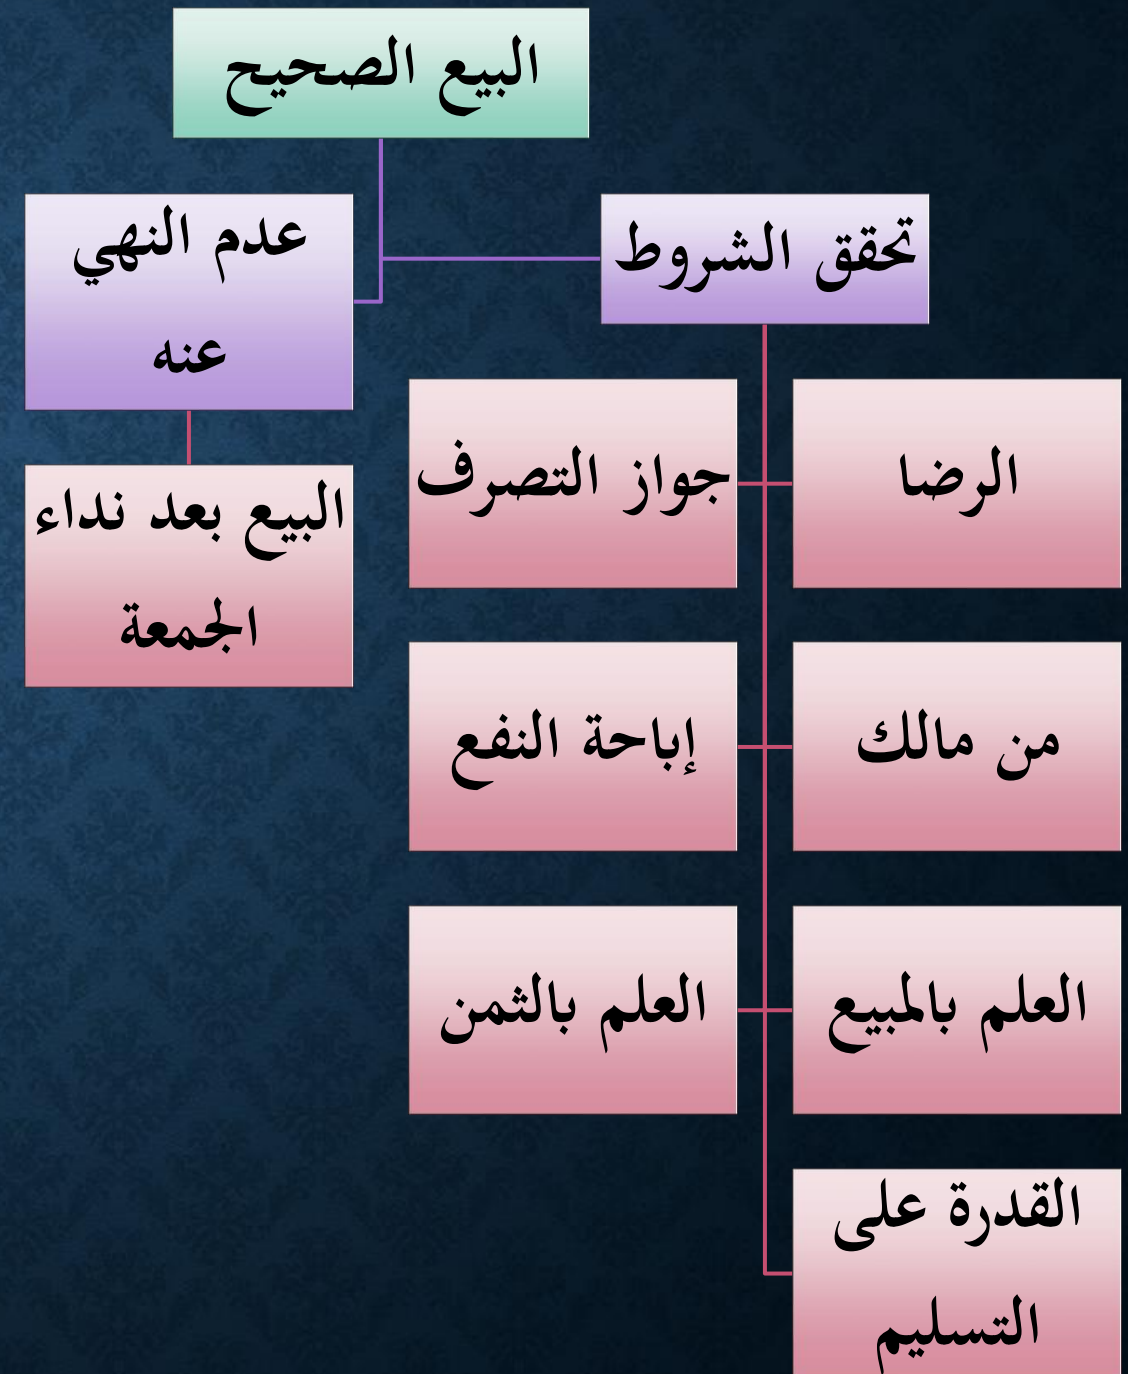 البيع الصحيح
تحقق الشروط
عدم النهي
عنه
الرضا
جواز التصرف
البيع بعد نداء
الجمعة
من مالك
إباحة النفع
العلم بالمبيع
العلم بالثمن
القدرة على
التسليم